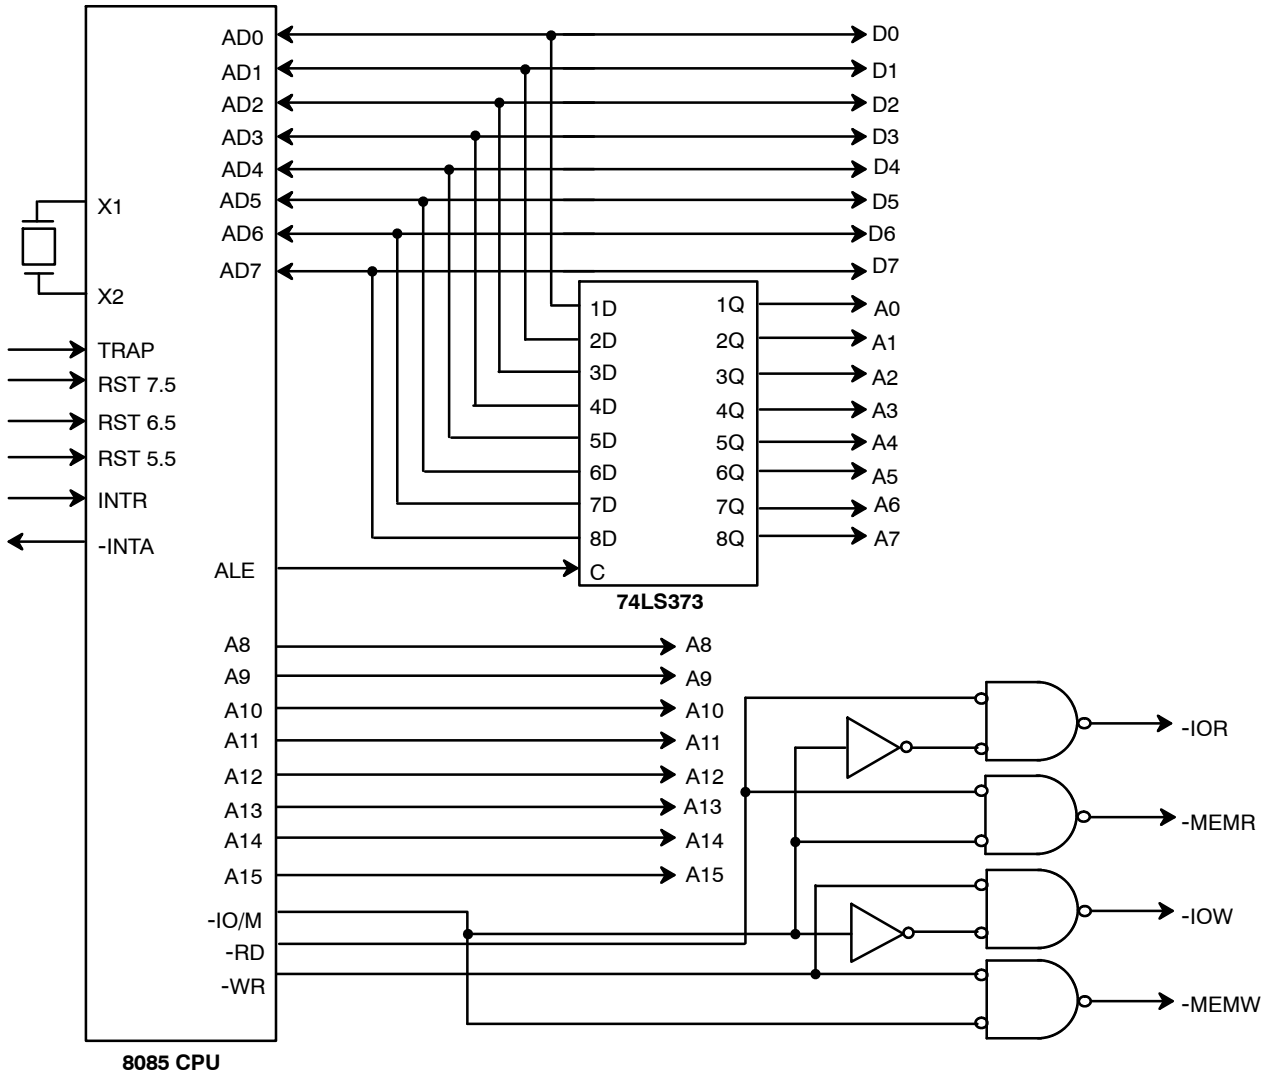 AD0
D0
AD1
D1
AD2
D2
AD3
D3
AD4
D4
AD5
D5
AD6
D6
AD7
D7
X1
X2
TRAP
RST 7.5
RST 6.5
RST 5.5
INTR
-INTA
1D
1Q
A0
2D
2Q
A1
3D
3Q
A2
4D
4Q
A3
5D
5Q
A4
6D
6Q
A5
7D
7Q
A6
8D
8Q
A7
ALE
C
74LS373
A8
A8
A9
A9
A10
A10
A11
A11
A12
A12
A13
A13
A14
A14
A15
A15
-IO/M
-RD
-WR
-IOR
-MEMR
-IOW
-MEMW
8085 CPU